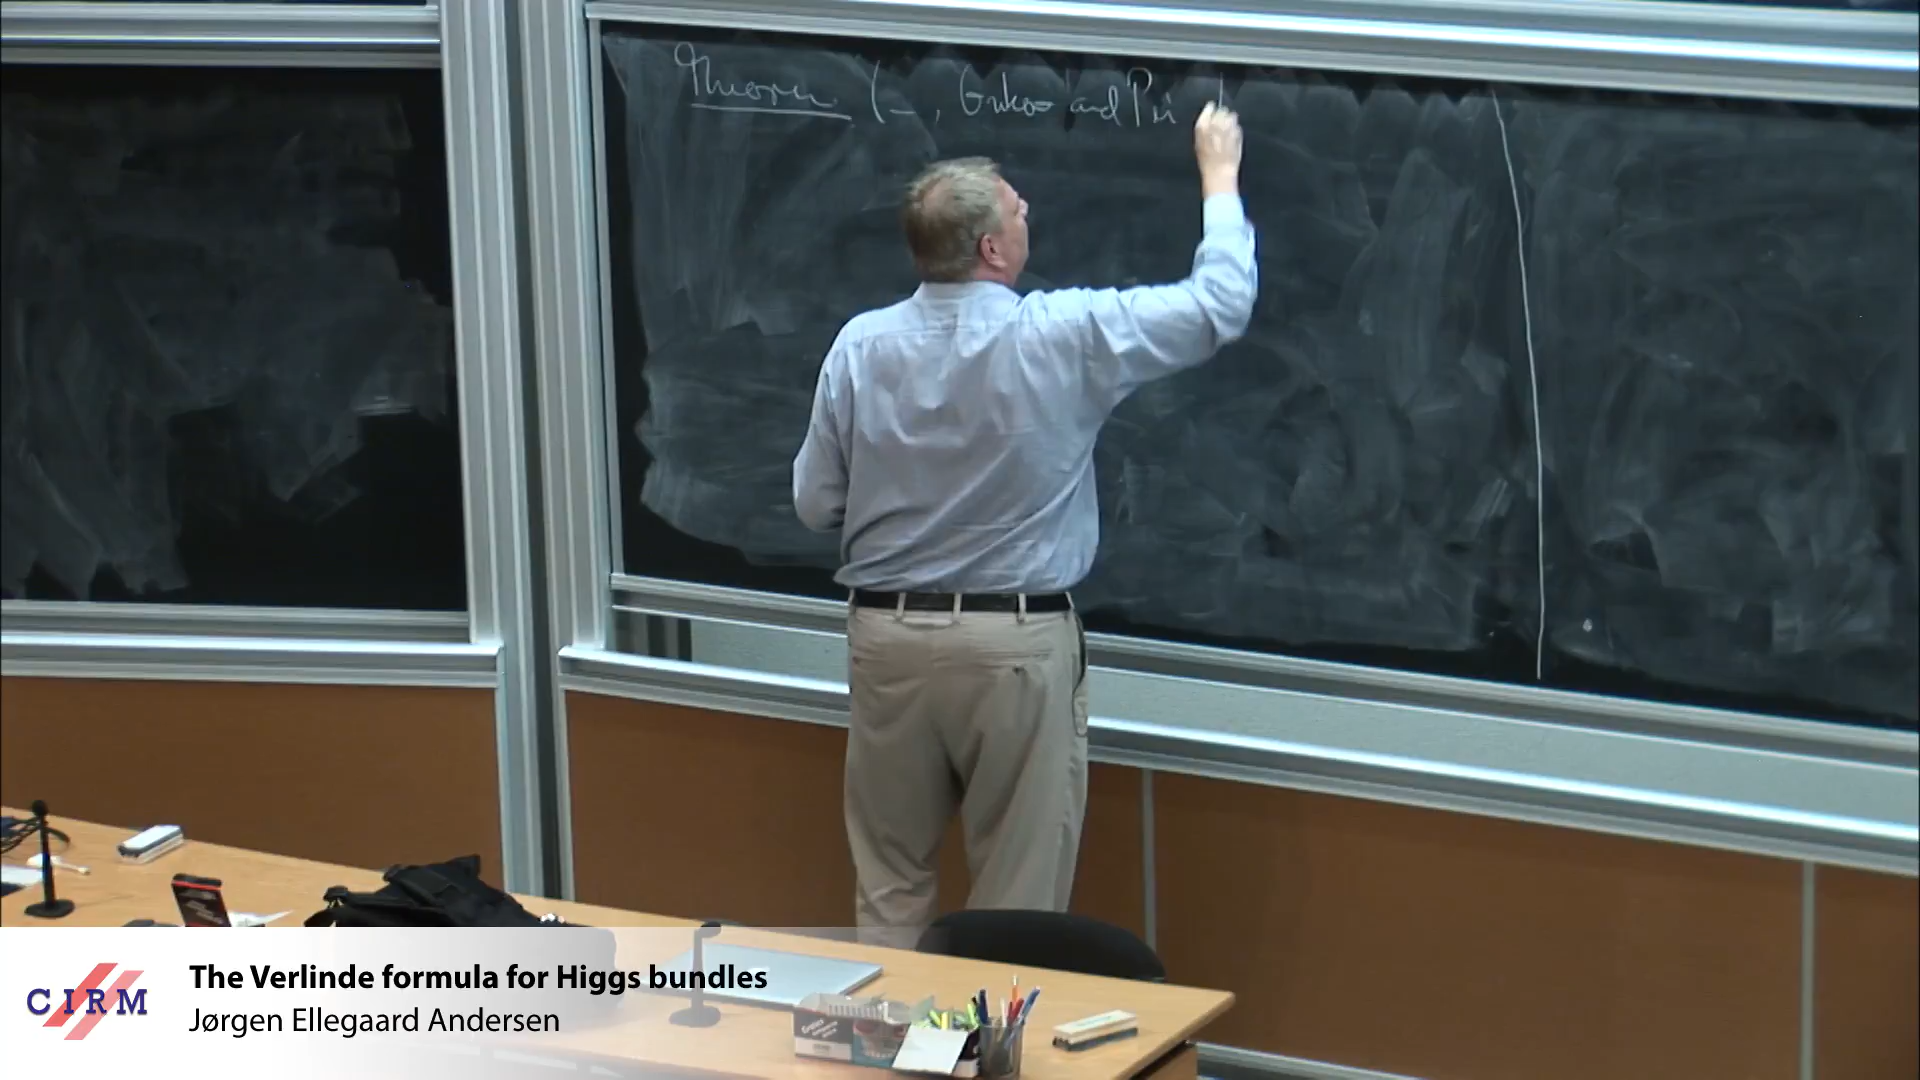 Theorem (–, Gukov and Pei
CIRM
The Verlinde formula for Higgs bundles
Jørgen Ellegaard Andersen